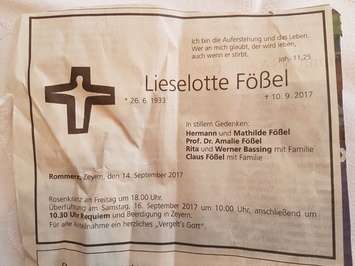 Ich bin die Auferstehung und das Leben.
Wer an mich glaubt, der wird leben,
auch wenn er stirbt.
Joh. 11,25
Lieselotte Fößel
* 26. 6. 1933
† 10. 9. 2017
In stillem Gedenken:
Hermann und Mathilde Fößel
Prof. Dr. Amalie Fößel
Rita und Werner Bassing mit Familie
Claus Fößel mit Familie
Rommerz, Zeyern, den 14. September 2017
Rosenkranz am Freitag um 18.00 Uhr.
Überführung am Samstag, 16. September 2017 um 10.00 Uhr, anschließend um
10.30 Uhr Requiem und Beerdigung in Zeyern.
Für alle Anteilnahme ein herzliches „Vergelt's Gott".